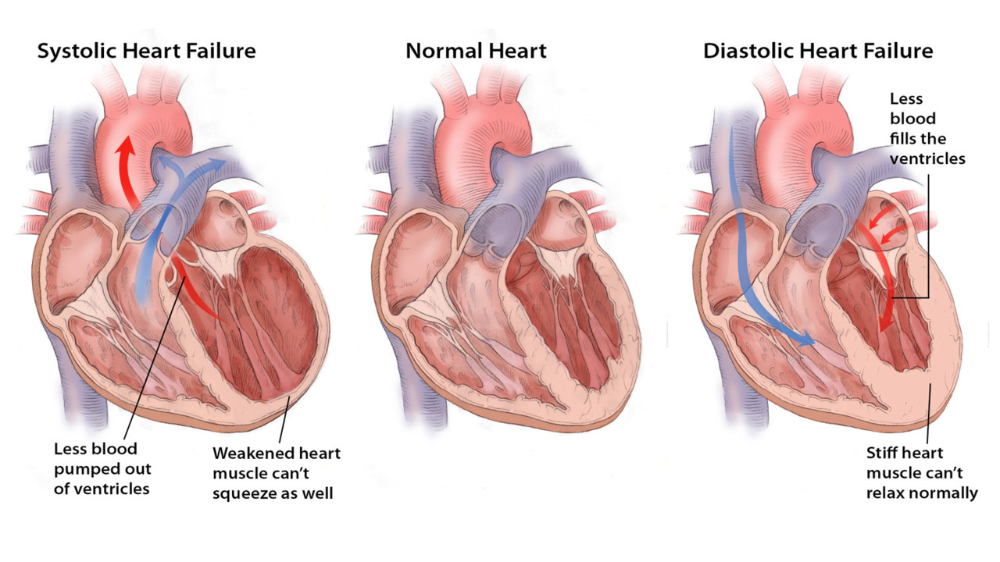 Systolic Heart Failure
Normal Heart
Diastolic Heart Failure
Less
blood
fills the
ventricles
Less blood
pumped out
of ventricles
Weakened heart
muscle can't
squeeze as well
Stiff heart
muscle can't
relax normally